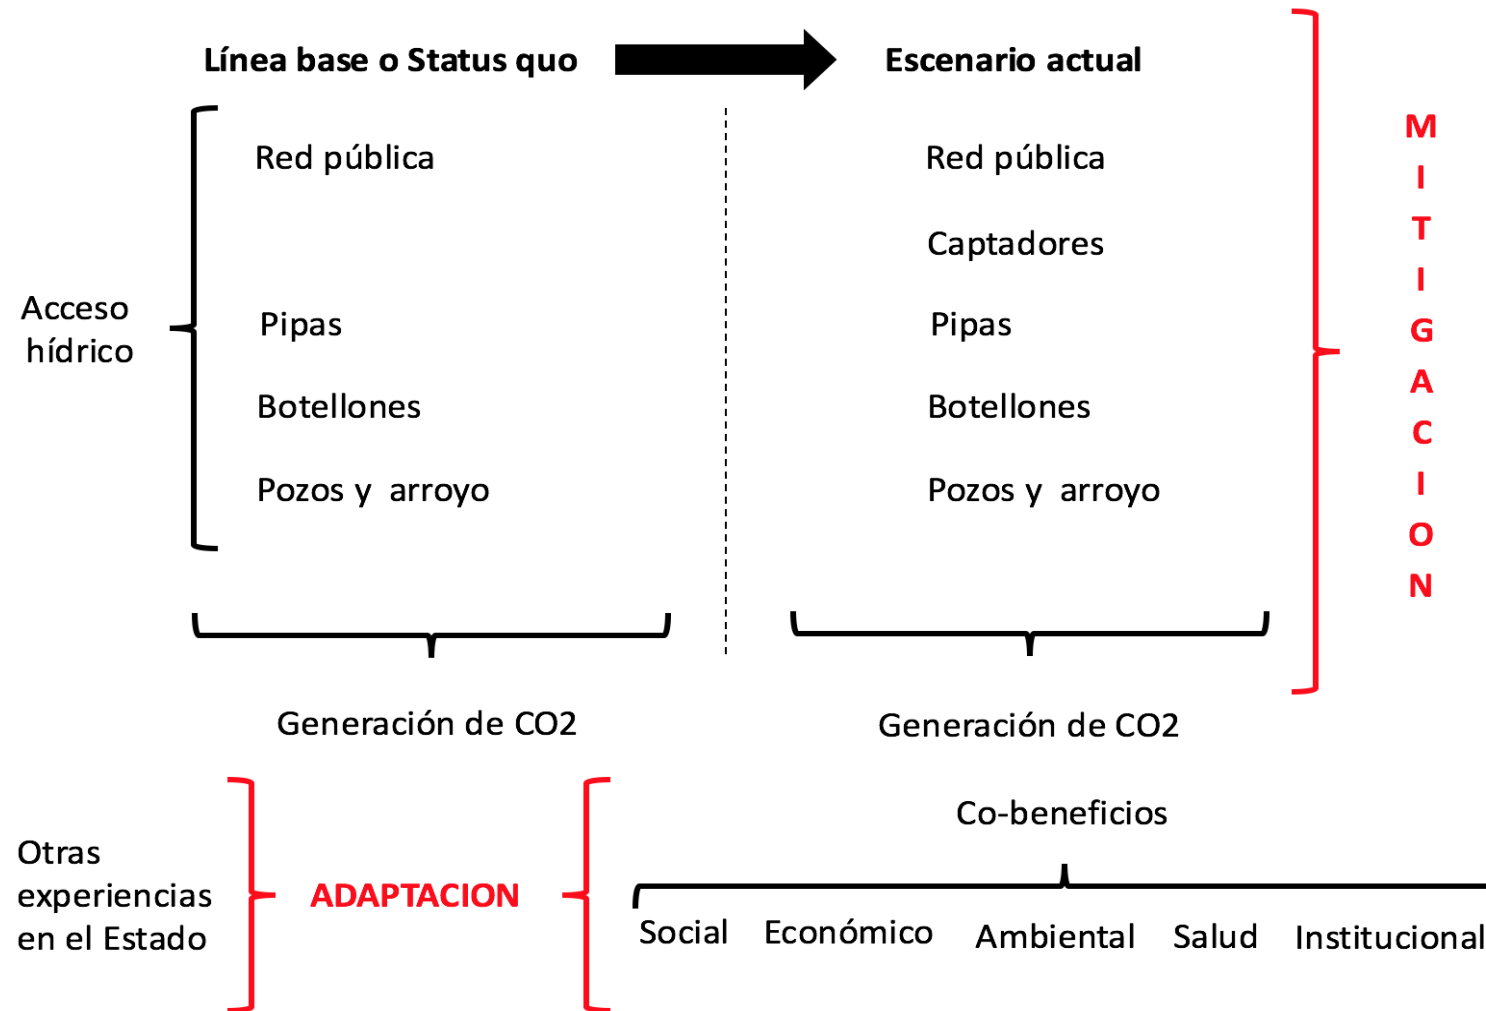 Línea base o Status quo
Escenario actual
Red pública
Red pública
Captadores
Acceso
hídrico
Pipas
Pipas
Botellones
Botellones
Pozos y arroyo
Pozos y arroyo
MITIGACION
Generación de CO2
Generación de CO2
Co-beneficios
Otras
experiencias
en el Estado
ADAPTACION
Social Económico Ambiental Salud Institucional